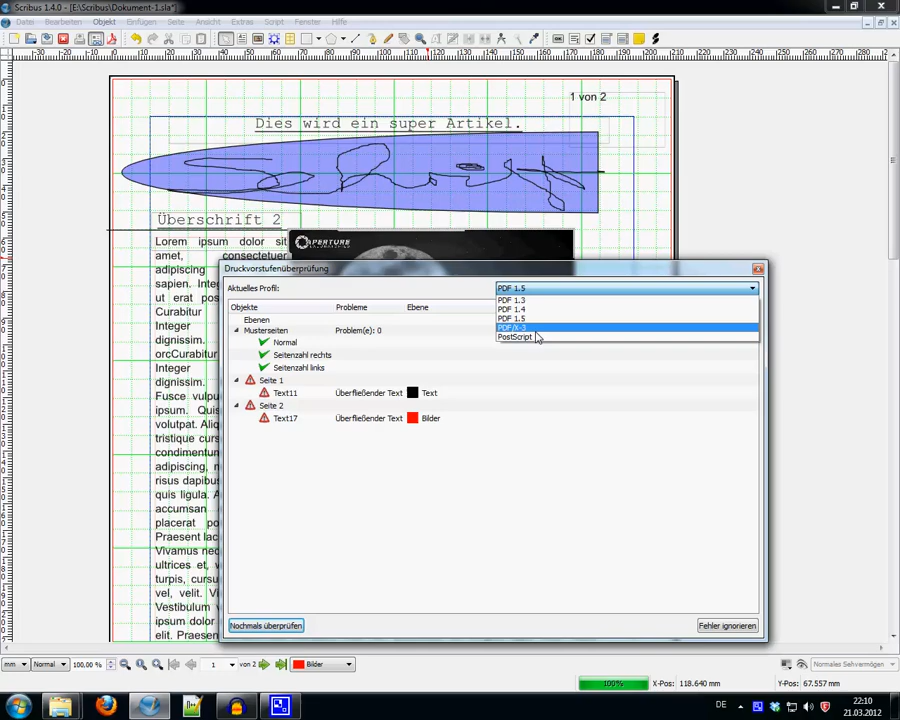 Scribus 1.4.0 - [E:\Scribus\Dokument-1.sla*]
Datei Bearbeiten Objekt Einfügen Seite Ansicht Extras Fenster Hilfe
1 von 2
Dies wird ein super Artikel.
Überschrift 2
Lorem ipsum dolor sit
amet, consectetuer
adipiscing
sapien. Integ
ut erat pos
Curabitur
Integer
dignissim.
orcCurabitur
Integer
dignissim.
Fusce vulpu
ipsum. Quis
volutpat. Aliq
tristique curs
condimentu
adipiscing, n
risus dapibus
quis ligula. A
accumsan
placerat po
Praesent lac
Vivamus nec
ultrices et, v
turpis, cursu
vel, velit. V
Vestibulum v
urna dolor s
elit. Praesen
APERTURE
LABORATORIES
Druckvorstufenüberprüfung
Aktuelles Profil: PDF 1.5
PDF 1.3
PDF 1.4
PDF 1.5
PDF/X-3
PostScript
Objekte Probleme Ebene
Ebenen
Musterseiten Problem(e): 0
Normal
Seitenzahl rechts
Seitenzahl links
Seite 1
Text11 Überfließender Text Text
Seite 2
Text17 Überfließender Text Bilder
Nochmals überprüfen Fehler ignorieren
mm Normal 100,00 % 1 von 2 Bilder Normales Sehvermögen
100% X-Pos: 118.640 mm Y-Pos: 67.557 mm
DE 22:10
21.03.2012